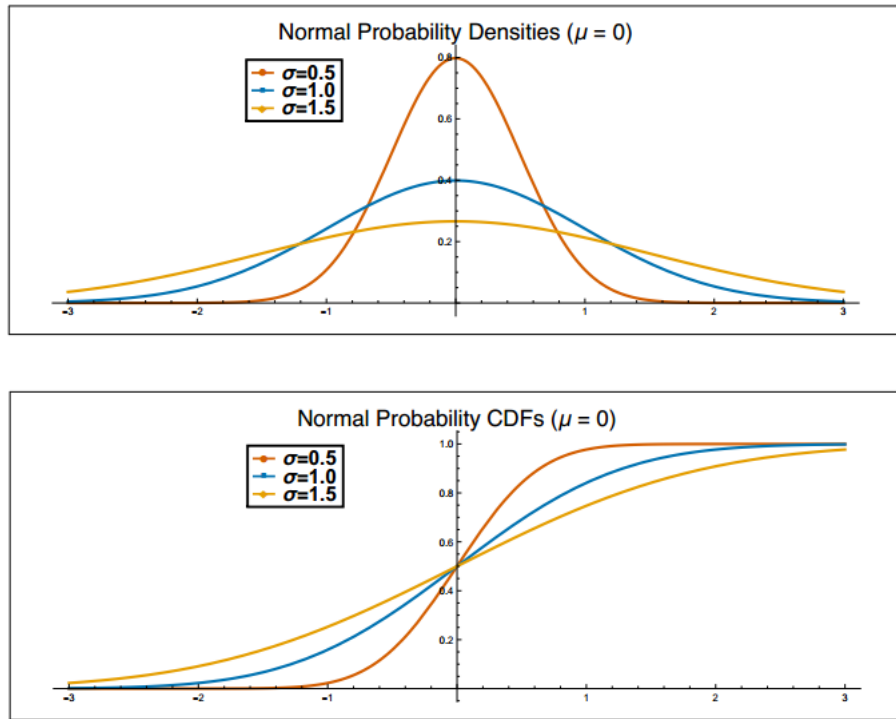 Normal Probability Densities (μ = 0)
σ=0.5
σ=1.0
σ=1.5
0.8
0.6
0.4
0.2
-3 -2 -1 1 2 3
Normal Probability CDFs (μ = 0)
σ=0.5
σ=1.0
σ=1.5
1.0
0.8
0.6
0.4
0.2
-3 -2 -1 1 2 3